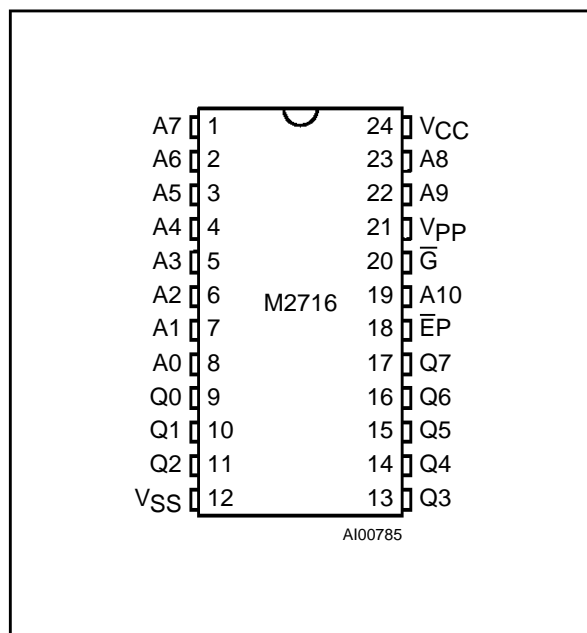 A7 1 24 VCC
A6 2 23 A8
A5 3 22 A9
A4 4 21 VPP
A3 5 20 G̅
A2 6 M2716 19 A10
A1 7 18 E̅P
A0 8 17 Q7
Q0 9 16 Q6
Q1 10 15 Q5
Q2 11 14 Q4
VSS 12 13 Q3
AI00785